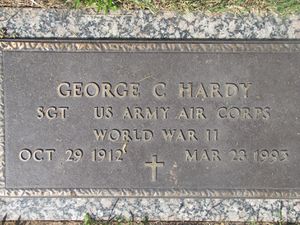 GEORGE C HARDY
SGT US ARMY AIR CORPS
WORLD WAR II
OCT 29 1912 MAR 23 1993